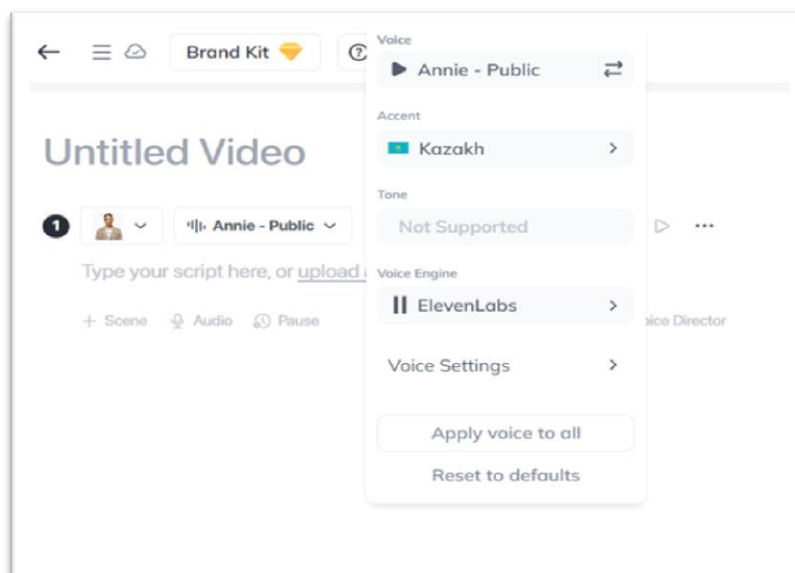 Brand Kit
Voice
Annie - Public
Accent
Kazakh
Tone
Not Supported
Voice Engine
ElevenLabs
Voice Settings
Apply voice to all
Reset to defaults
Untitled Video
1
Annie - Public
Type your script here, or upload
+ Scene Audio Pause
Director